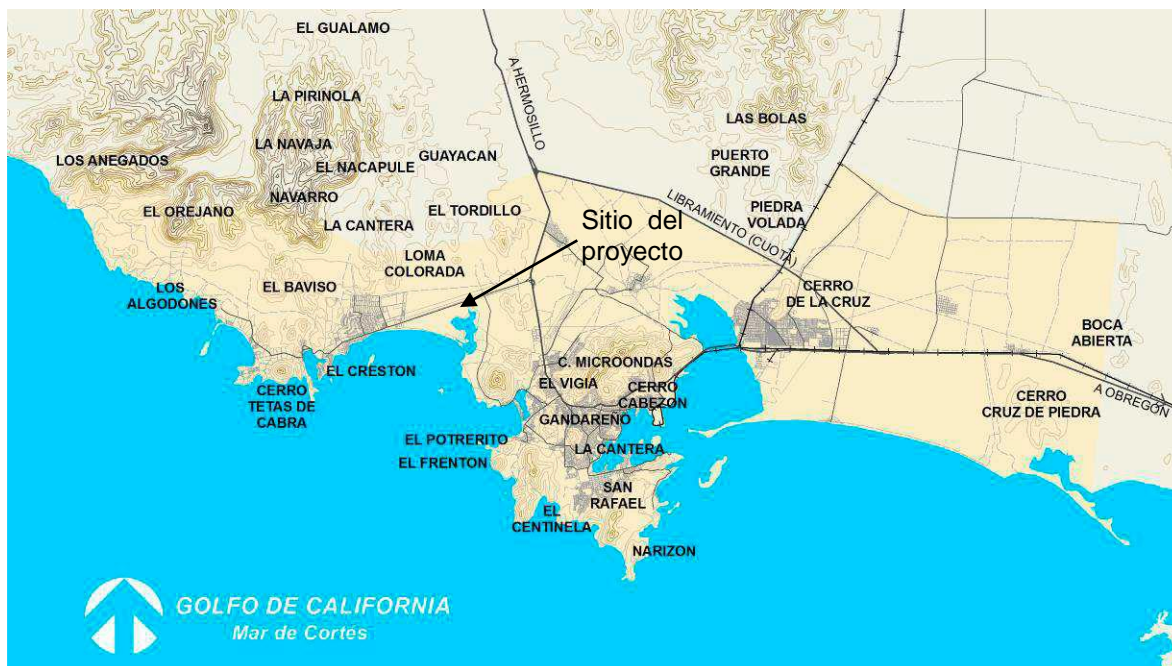 EL GUALAMO
A HERMOSILLO
LA PIRINOLA
LAS BOLAS
LA NAVAJA
LOS ANEGADOS
EL NACAPULE
GUAYACAN
PUERTO
GRANDE
NAVARRO
LIBRAMIENTO (CUOTA)
PIEDRA
VOLADA
EL OREJANO
LA CANTERA
EL TORDILLO
Sitio del
proyecto
LOMA
COLORADA
LOS
ALGODONES
EL BAVISO
CERRO
DE LA CRUZ
BOCA
ABIERTA
EL CRESTON
C. MICROONDAS
CERRO
TETAS DE
CABRA
EL VIGIA
CERRO
CABEZON
CERRO
CRUZ DE PIEDRA
A OBREGÓN
GANDAREÑO
EL POTRERITO
LA CANTERA
EL FRENTON
SAN
RAFAEL
EL
CENTINELA
NARIZON
GOLFO DE CALIFORNIA
Mar de Cortés